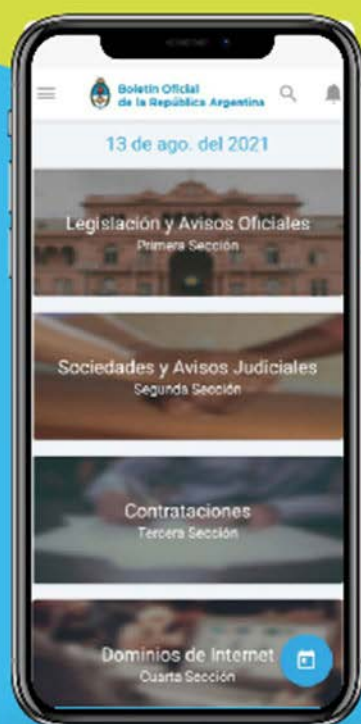 Boletín Oficial
de la República Argentina
13 de ago. del 2021
Legislación y Avisos Oficiales
Primera Sección
Sociedades y Avisos Judiciales
Segunda Sección
Contrataciones
Tercera Sección
Dominios de Internet
Cuarta Sección